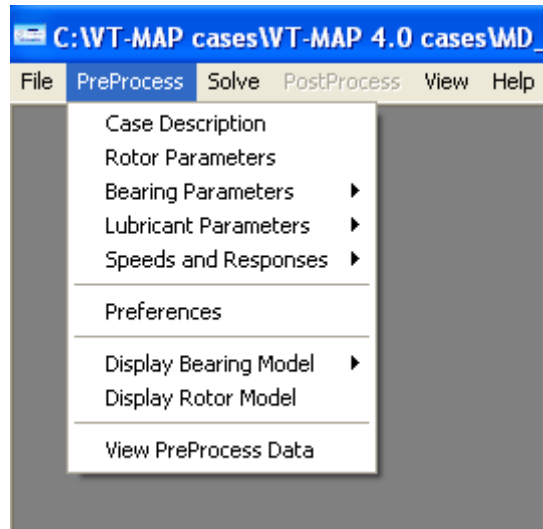 C:\VT-MAP cases\VT-MAP 4.0 cases\MD_
File PreProcess Solve PostProcess View Help
Case Description
Rotor Parameters
Bearing Parameters
Lubricant Parameters
Speeds and Responses
Preferences
Display Bearing Model
Display Rotor Model
View PreProcess Data